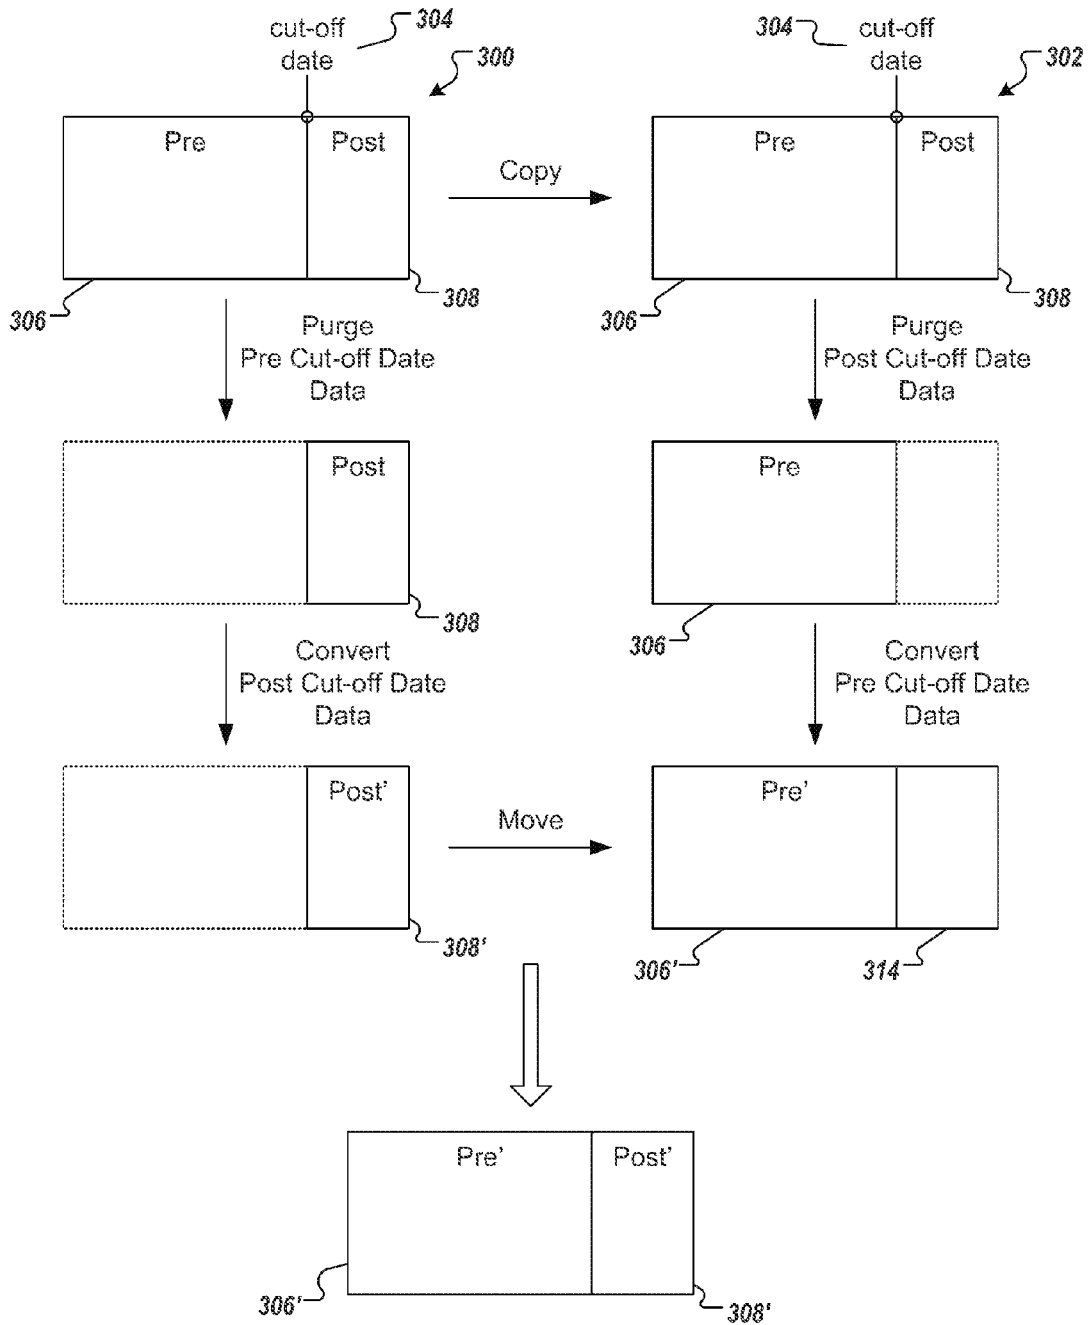 cut-off
date
304
300
304
cut-off
date
302
Pre
Post
Copy
Pre
Post
306
308
306
308
Purge
Pre Cut-off Date
Data
Purge
Post Cut-off Date
Data
Post
Pre
308
306
Convert
Post Cut-off Date
Data
Convert
Pre Cut-off Date
Data
Post'
Move
Pre'
308'
306'
314
Pre'
Post'
306'
308'